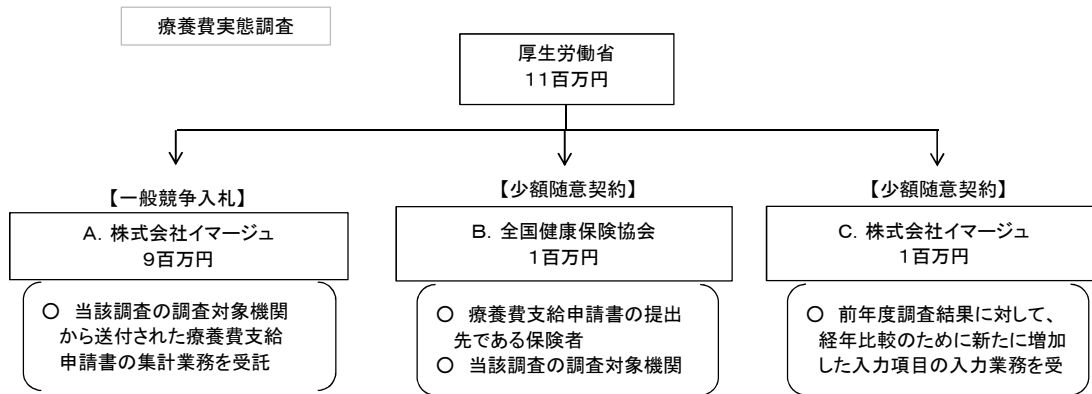 療養費実態調査
厚生労働省
11百万円
【一般競争入札】
A. 株式会社イマージュ
9百万円
○ 当該調査の調査対象機関
から送付された療養費支給
申請書の集計業務を受託
【少額随意契約】
B. 全国健康保険協会
1百万円
○ 療養費支給申請書の提出
先である保険者
○ 当該調査の調査対象機関
【少額随意契約】
C. 株式会社イマージュ
1百万円
○ 前年度調査結果に対して、
経年比較のために新たに増加
した入力項目の入力業務を受